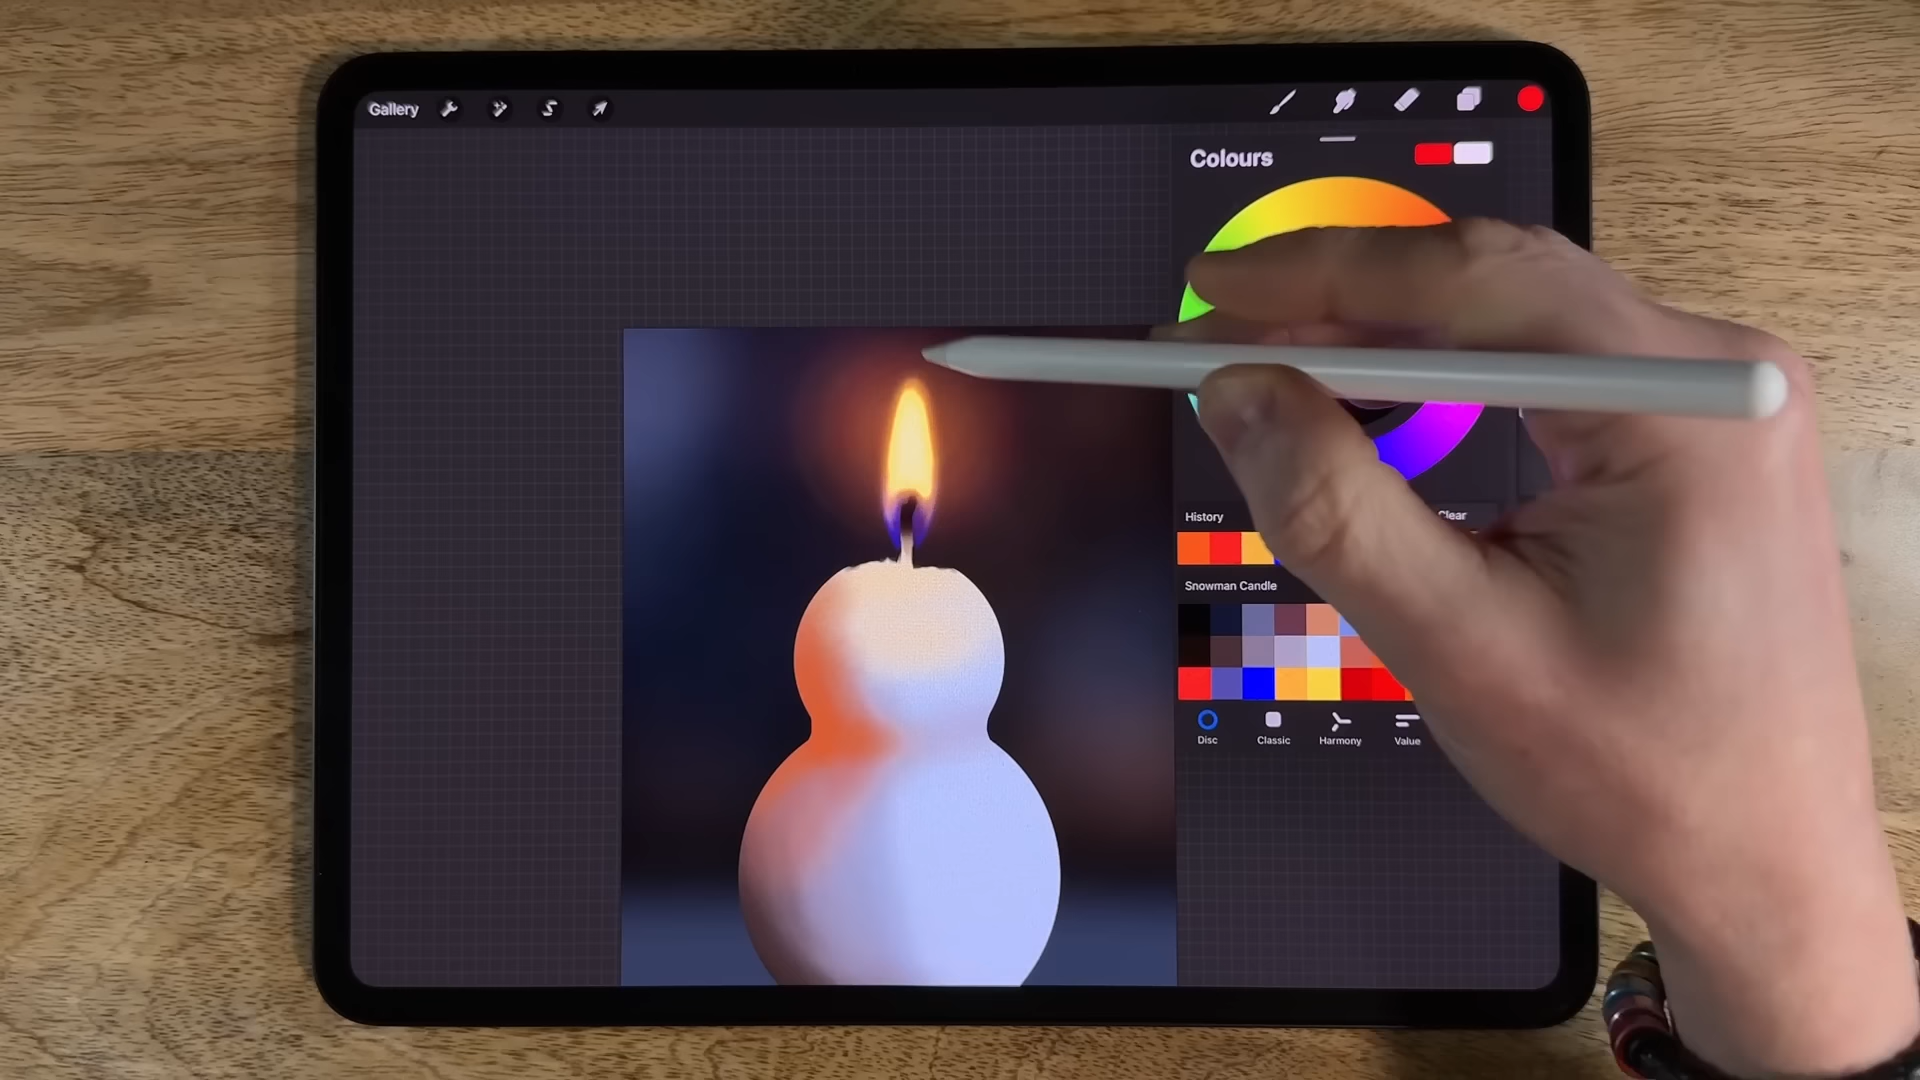 Gallery
Colours
History
Clear
Snowman Candle
Disc
Classic
Harmony
Value